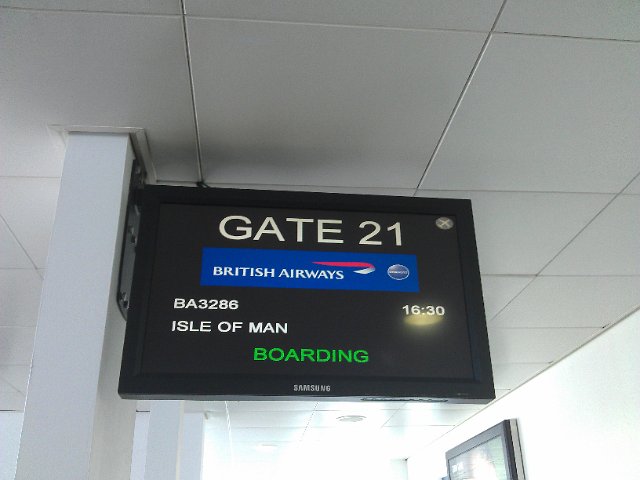 GATE 21
BRITISH AIRWAYS
BA3286 16:30
ISLE OF MAN
BOARDING
SAMSUNG